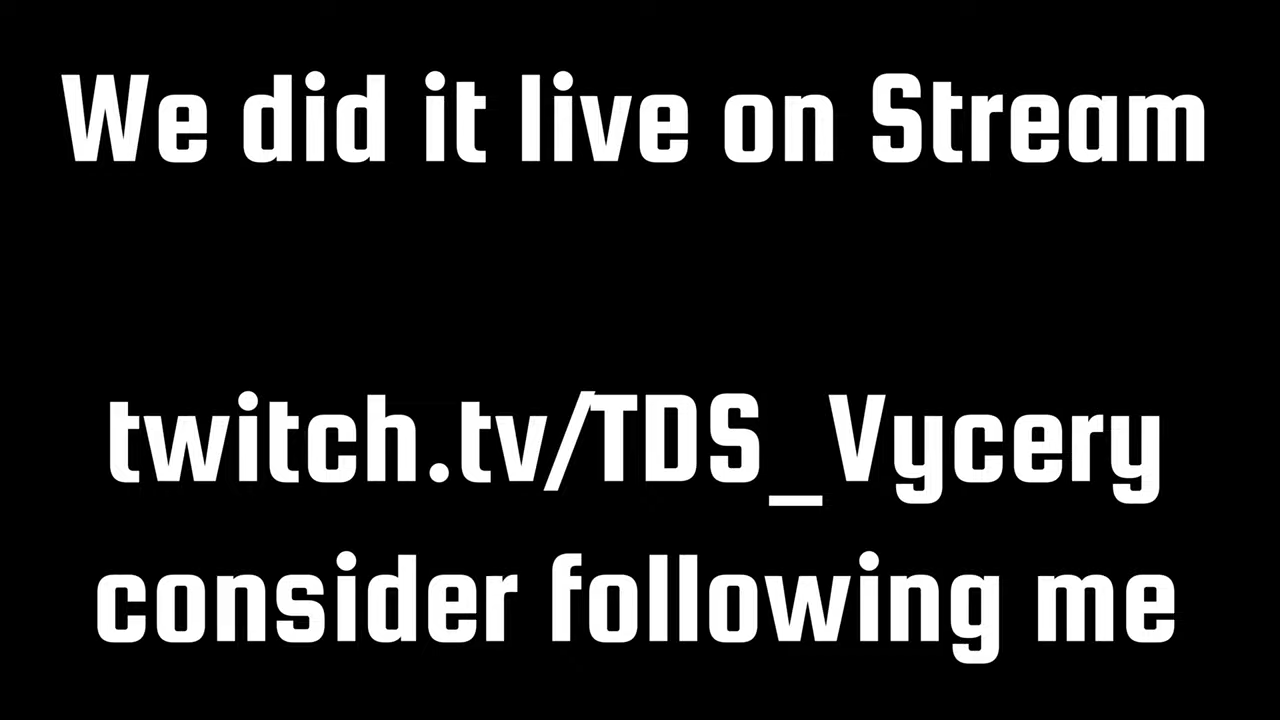 We did it live on Stream
twitch.tv/TDS_Vycery
consider following me